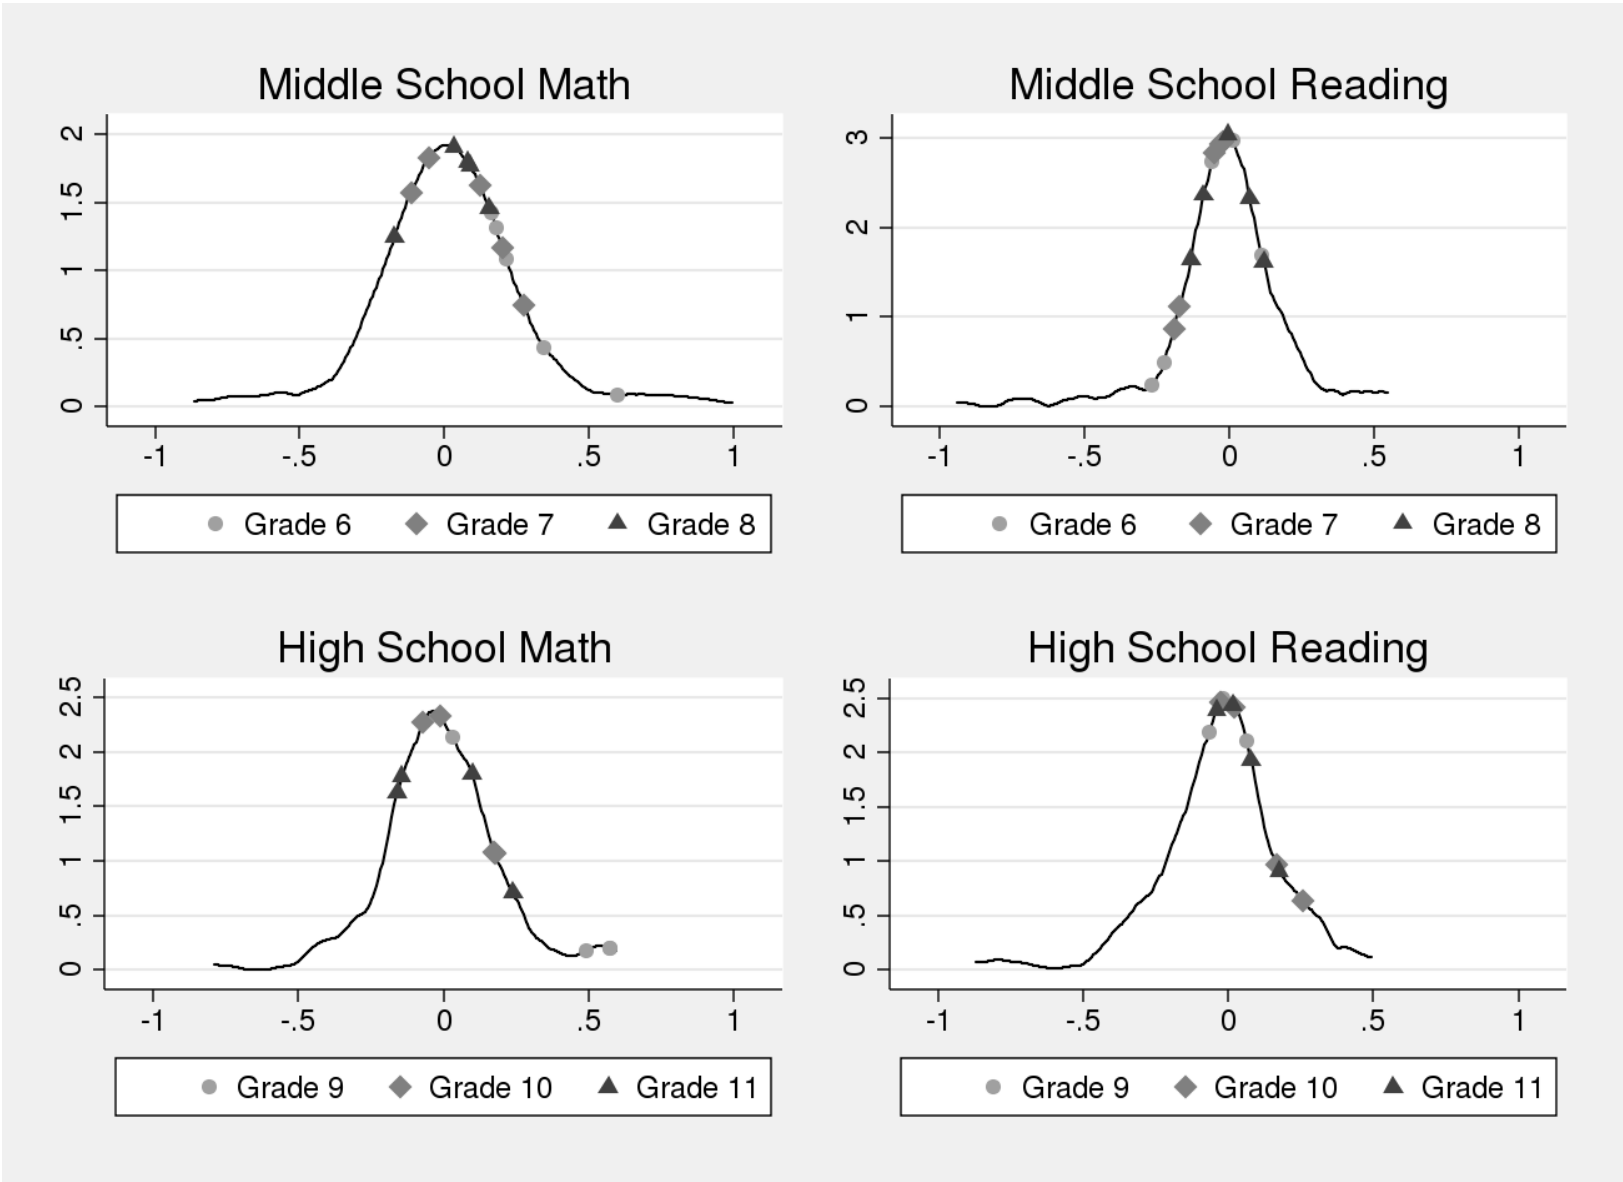 Middle School Math
2
1.5
1
.5
0
-1 -.5 0 .5 1
Grade 6 Grade 7 Grade 8
Middle School Reading
3
2
1
0
-1 -.5 0 .5 1
Grade 6 Grade 7 Grade 8
High School Math
2.5
2
1.5
1
.5
0
-1 -.5 0 .5 1
Grade 9 Grade 10 Grade 11
High School Reading
2.5
2
1.5
1
.5
0
-1 -.5 0 .5 1
Grade 9 Grade 10 Grade 11